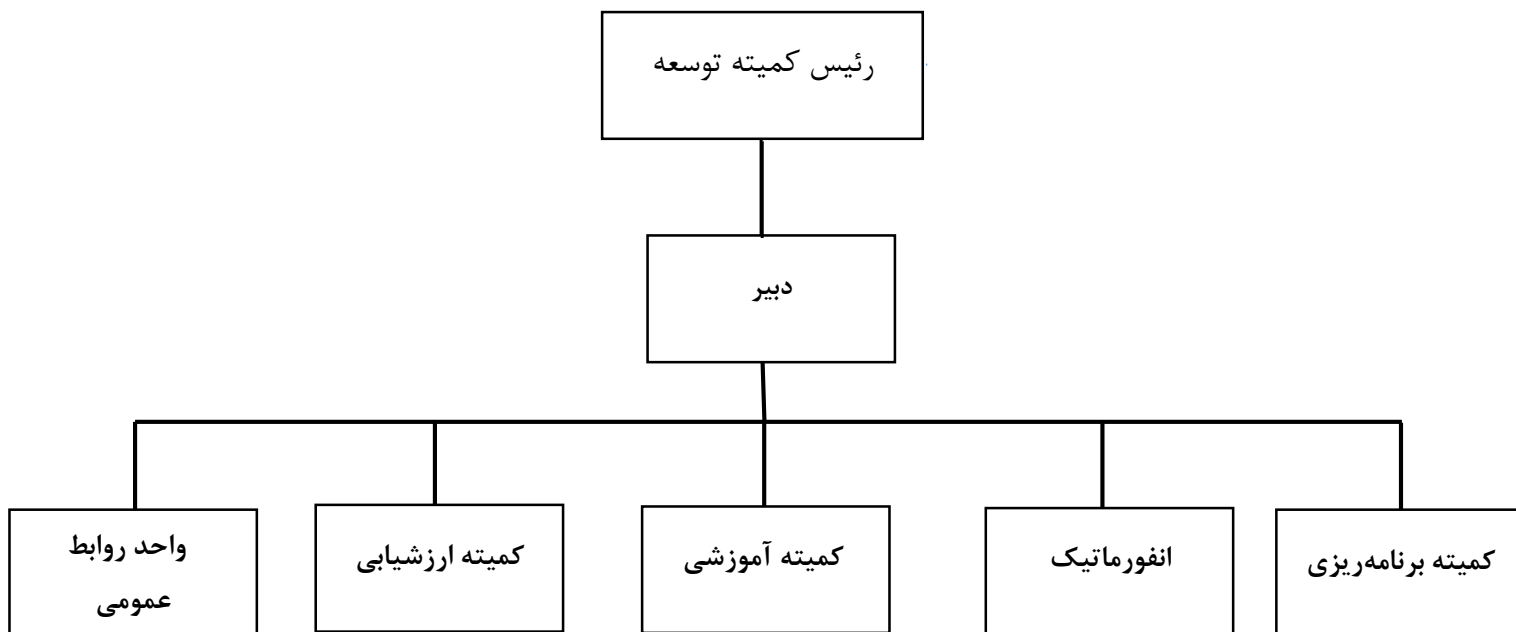 رئیس کمیته توسعه
دبیر
کمیته برنامه‌ریزی
انفورماتیک
کمیته آموزشی
کمیته ارزشیابی
واحد روابط
عمومی